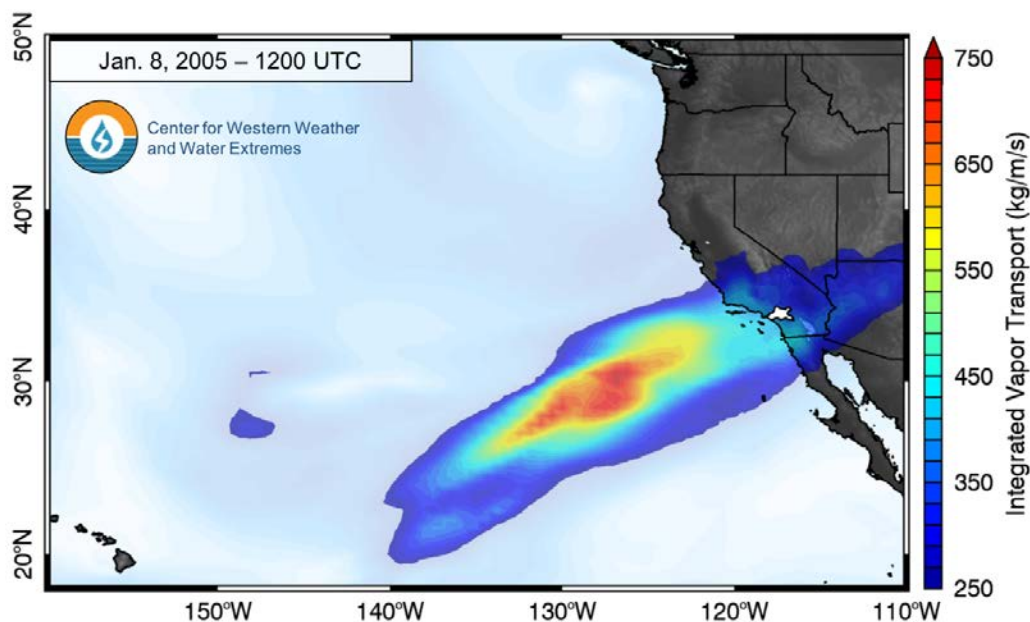 Jan. 8, 2005 – 1200 UTC
Center for Western Weather
and Water Extremes
50°N
40°N
30°N
20°N
150°W
140°W
130°W
120°W
110°W
750
650
550
450
350
250
Integrated Vapor Transport (kg/m/s)